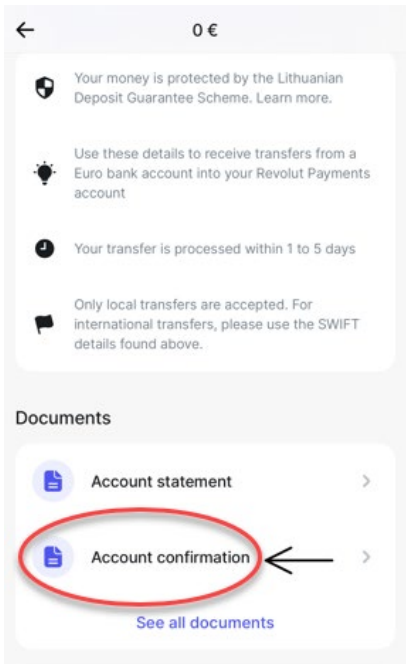 0 €
Your money is protected by the Lithuanian
Deposit Guarantee Scheme. Learn more.
Use these details to receive transfers from a
Euro bank account into your Revolut Payments
account
Your transfer is processed within 1 to 5 days
Only local transfers are accepted. For
international transfers, please use the SWIFT
details found above.
Documents
Account statement
Account confirmation
See all documents